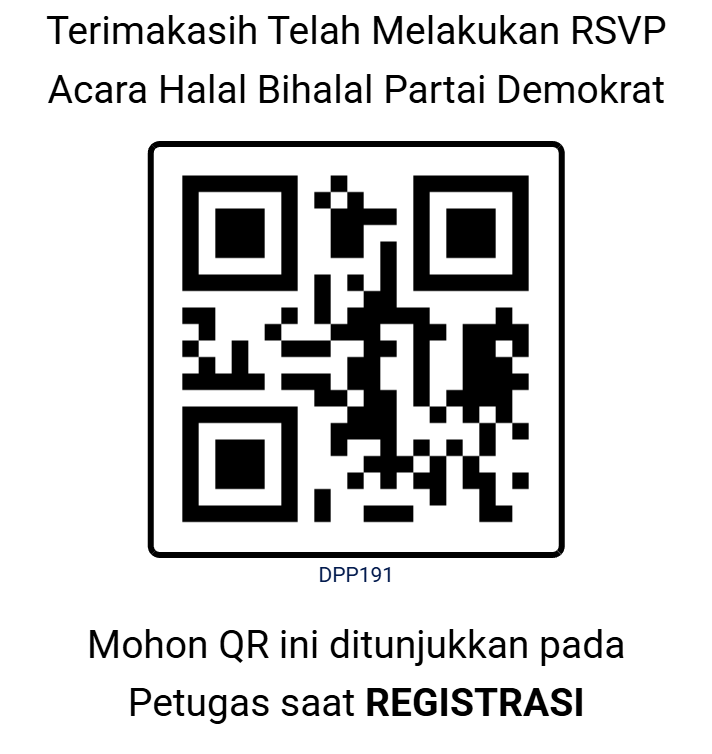 Terimakasih Telah Melakukan RSVP
Acara Halal Bihalal Partai Demokrat
DPP191
Mohon QR ini ditunjukkan pada
Petugas saat REGISTRASI